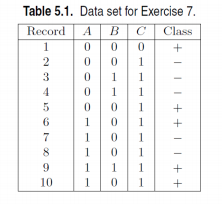 Table 5.1. Data set for Exercise 7.
Record A B C Class
1 0 0 0 +
2 0 0 1 −
3 0 1 1 −
4 0 1 1 −
5 0 0 1 +
6 1 0 1 +
7 1 0 1 −
8 1 0 1 −
9 1 1 1 +
10 1 0 1 +